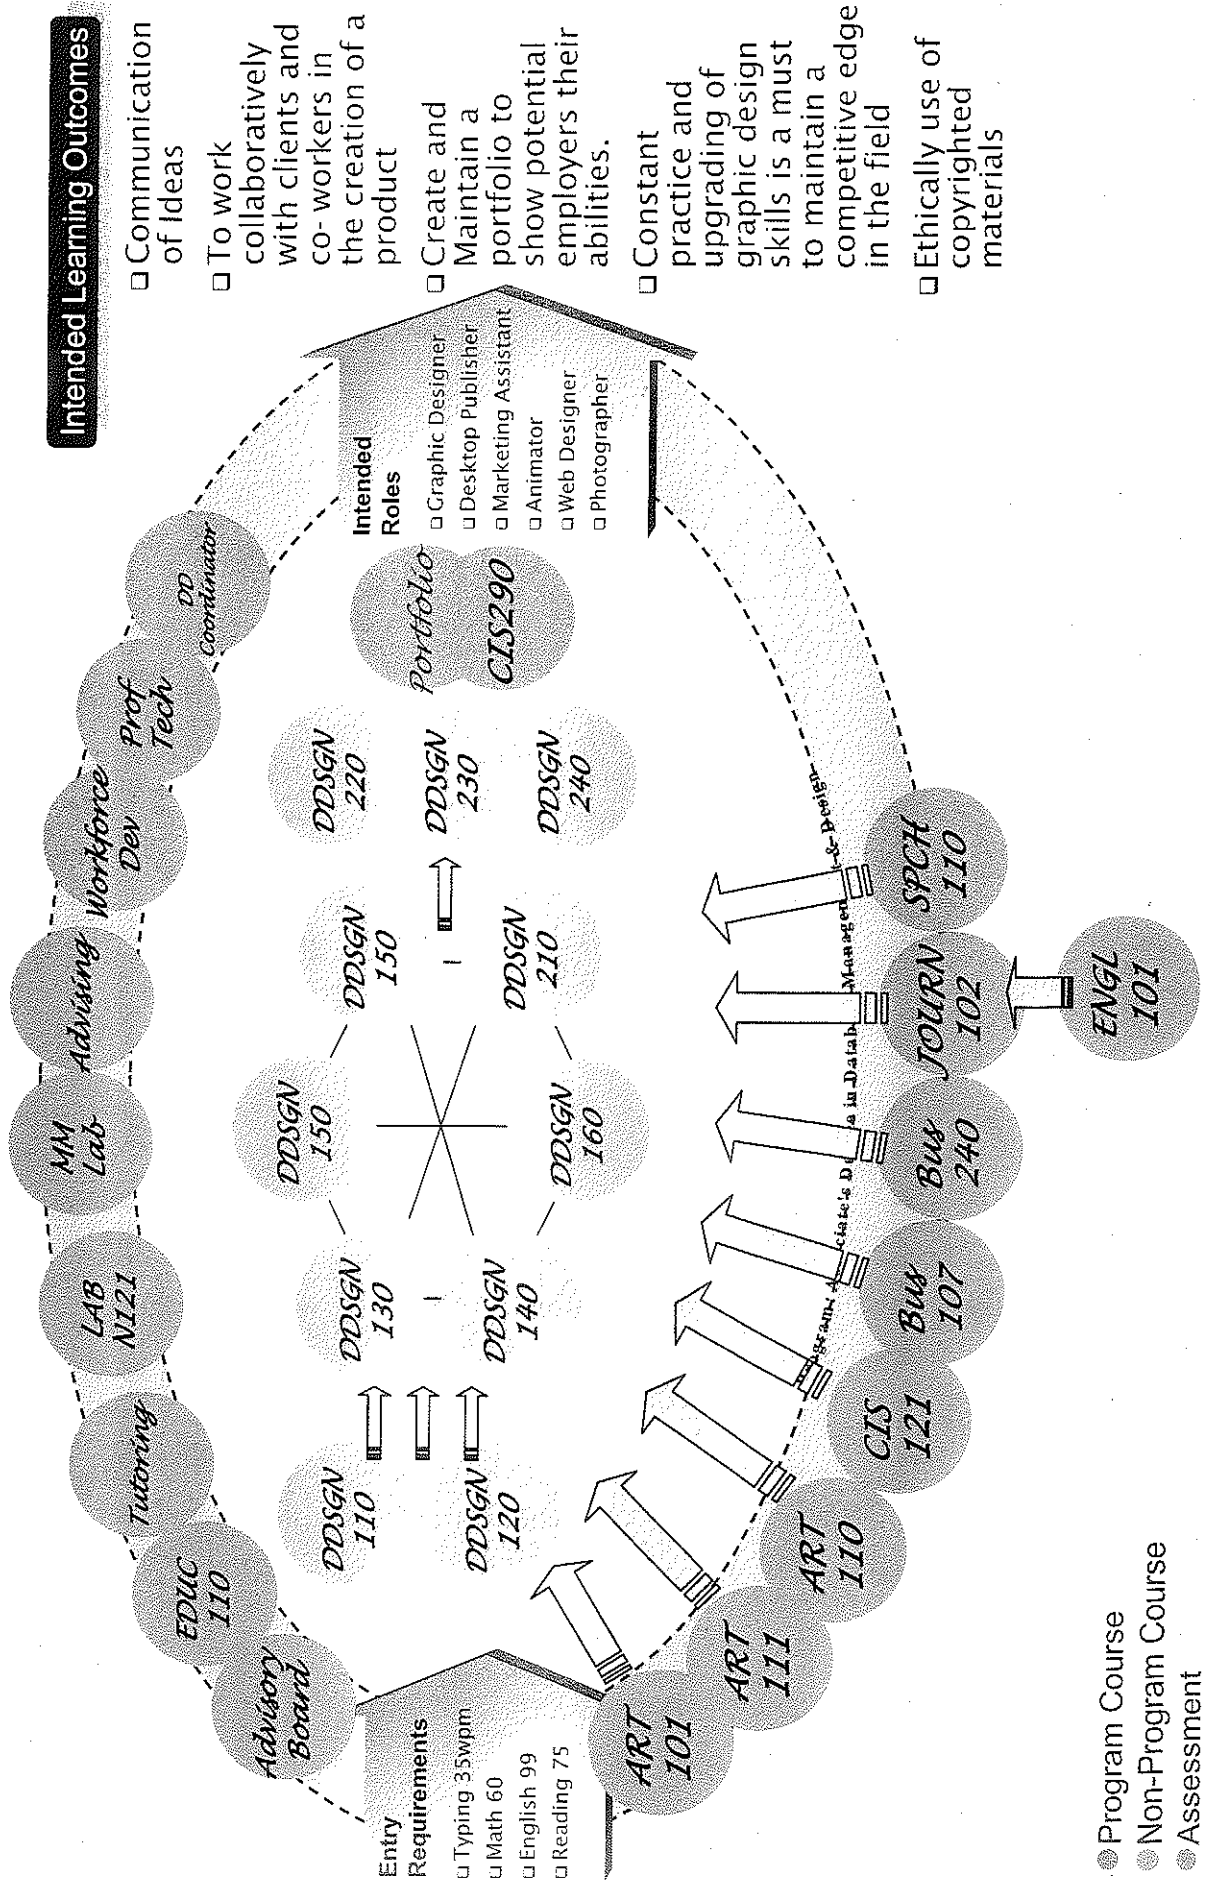 Intended Learning Outcomes
❑ Communication
of Ideas
❑ To work
collaboratively
with clients and
co- workers in
the creation of a
product
❑ Create and
Maintain a
portfolio to
show potential
employers their
abilities.
❑ Constant
practice and
upgrading of
graphic design
skills is a must
to maintain a
competitive edge
in the field
❑ Ethically use of
copyrighted
materials
Advisory
Board
EDUC
110
Tutoring
LAB
N121
MM
Lab
Advising
Workforce
Dev
Prof
Tech
DD
Coordinator
Entry
Requirements
❑ Typing 35wpm
❑ Math 60
❑ English 99
❑ Reading 75
DDSGN
110
DDSGN
120
DDSGN
130
DDSGN
140
DDSGN
150
DDSGN
160
DDSGN
150
DDSGN
210
DDSGN
220
DDSGN
230
DDSGN
240
Portfolio
CIS290
Intended
Roles
❑ Graphic Designer
❑ Desktop Publisher
❑ Marketing Assistant
❑ Animator
❑ Web Designer
❑ Photographer
in & Design
ART
101
ART
111
ART
110
CIS
121
Bus
107
Bus
240
JOURN
102
SPCH
110
ENGL
101
Program Course
Non-Program Course
Assessment